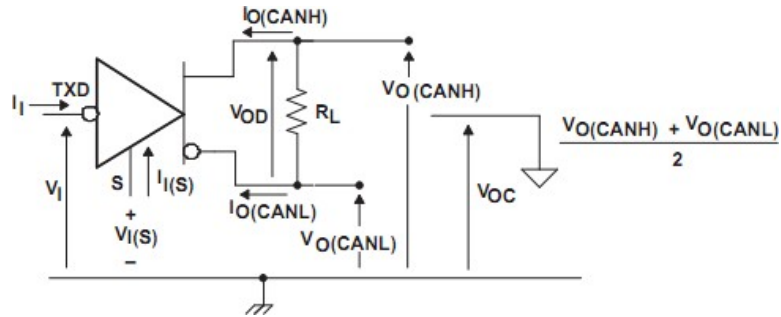 IO(CANH)
TXD
II
VOD
RL
VO(CANH)
VO(CANH) + VO(CANL)
2
VI
S
II(S)
IO(CANL)
VOC
+
VI(S)
–
VO(CANL)